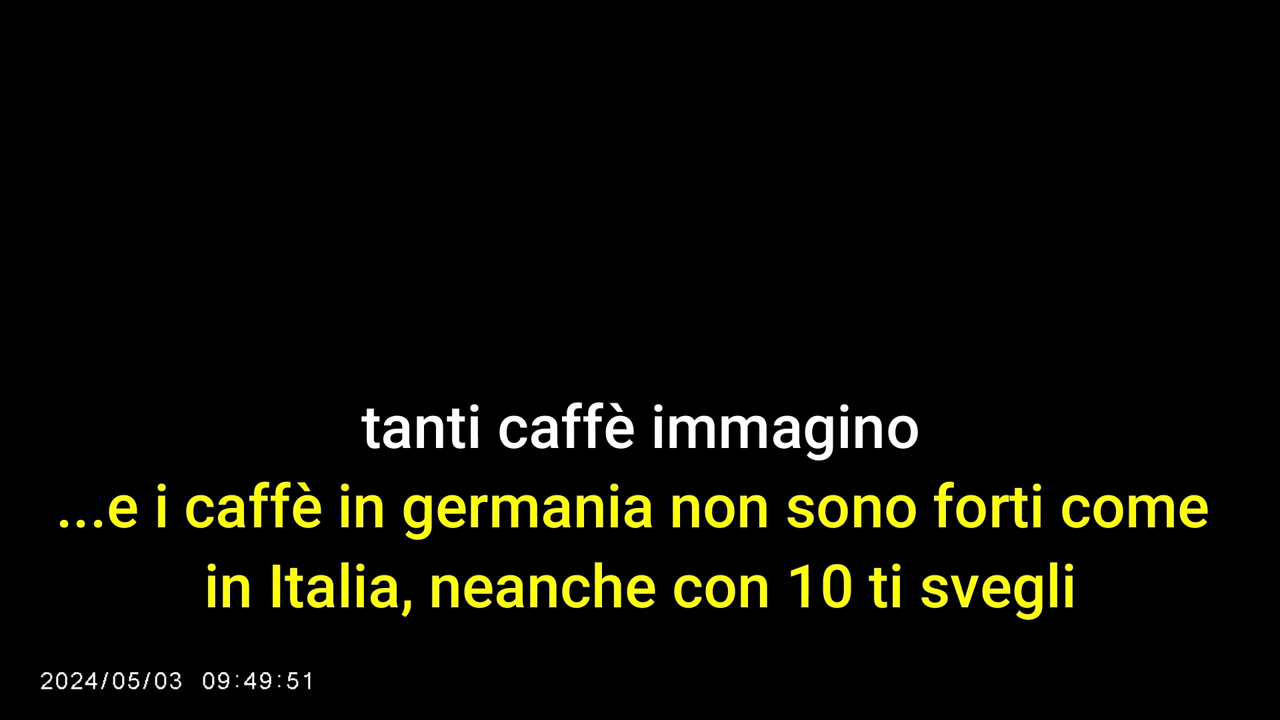 tanti caffè immagino
...e i caffè in germania non sono forti come
in Italia, neanche con 10 ti svegli
2024/05/03 09:49:51